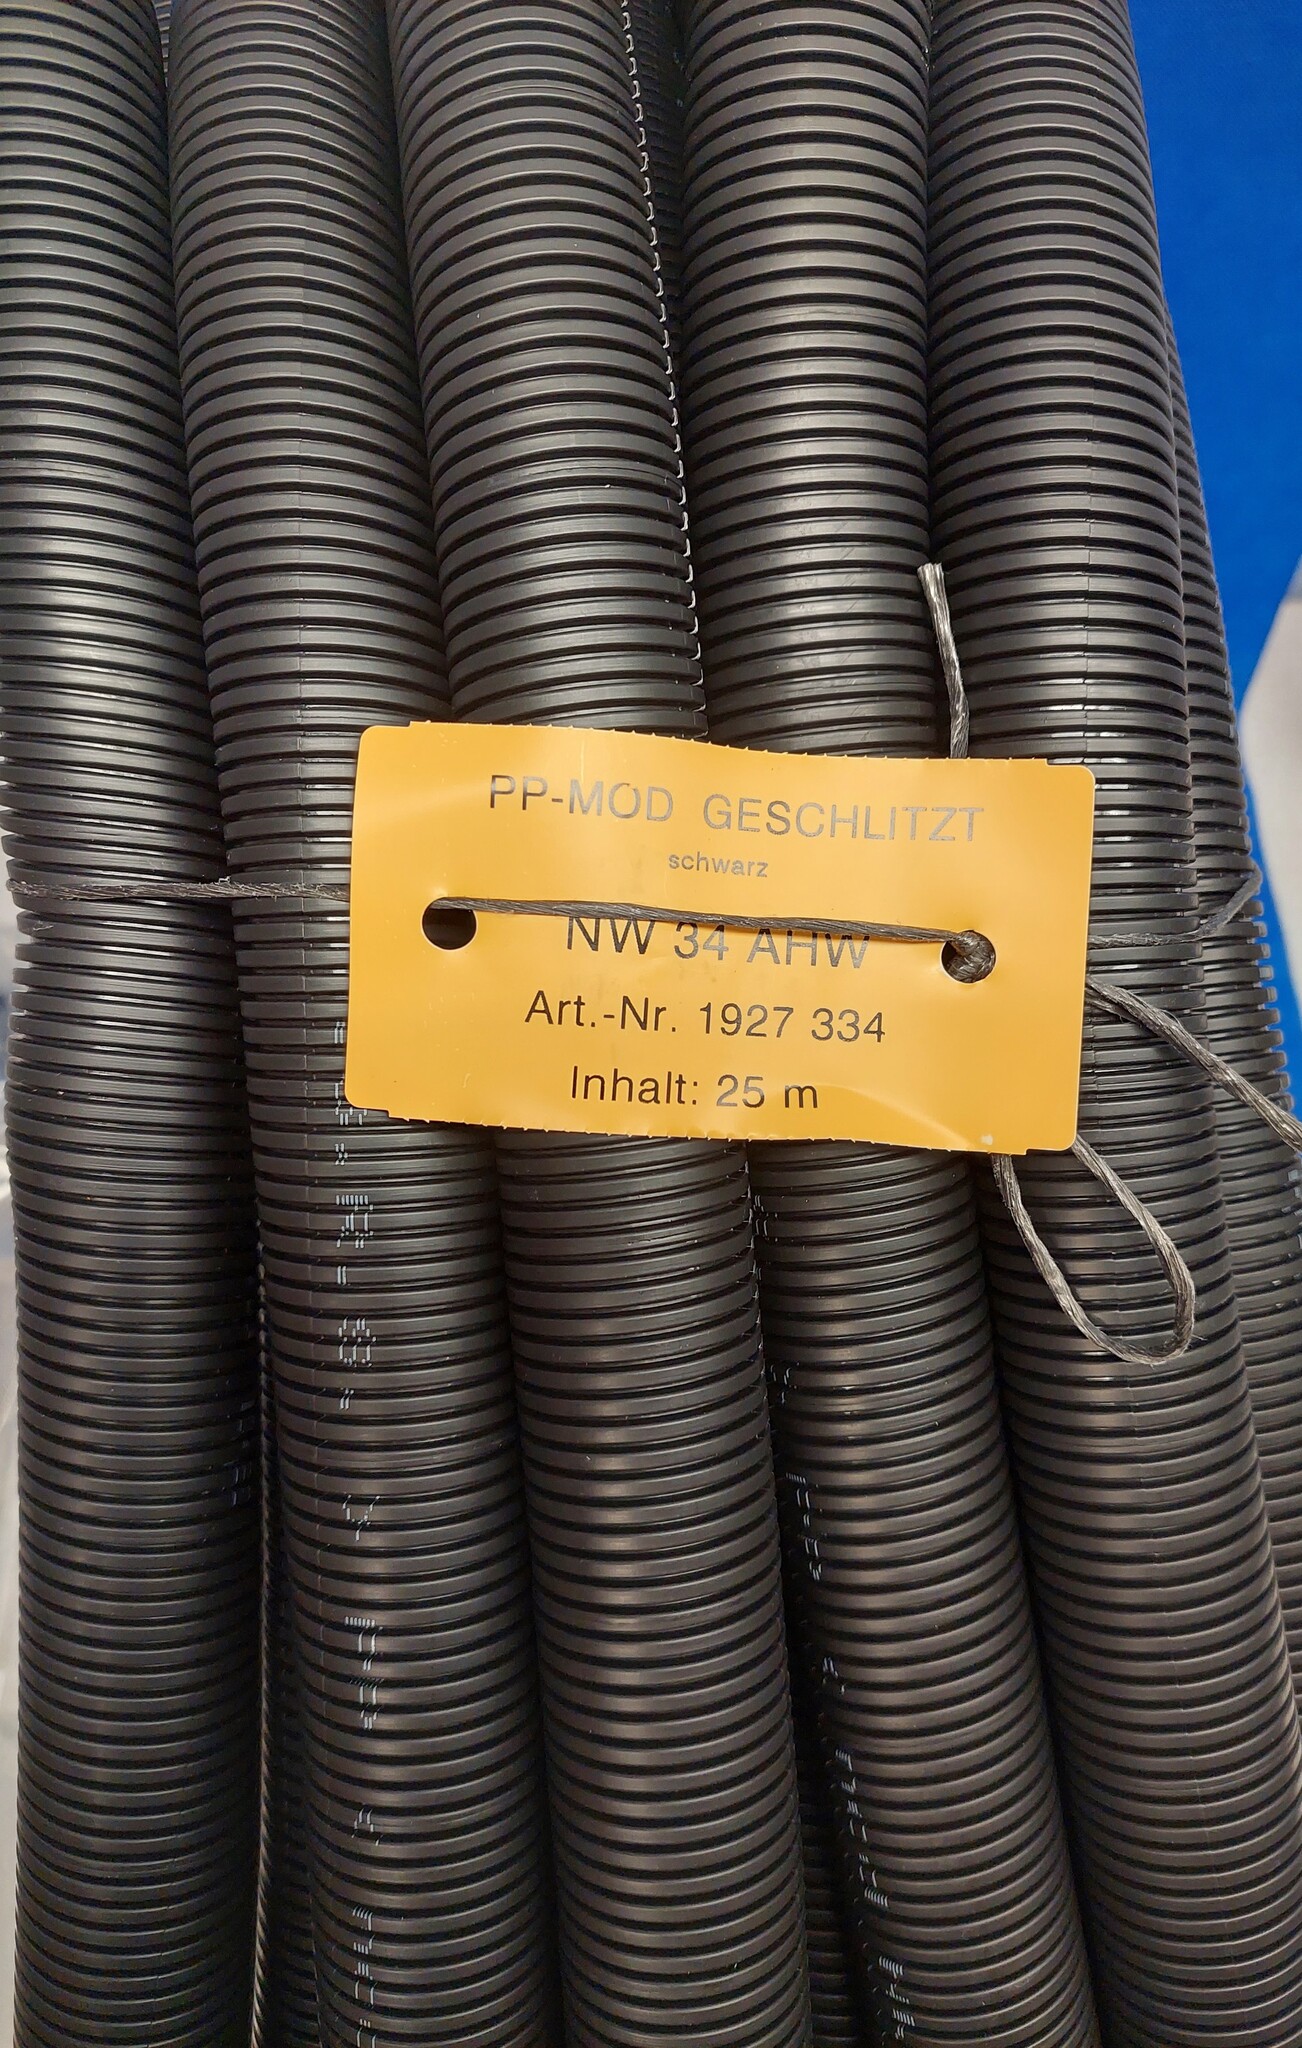 PP-MOD GESCHLITZT
schwarz
NW 34 AHW
Art.-Nr. 1927 334
Inhalt: 25 m